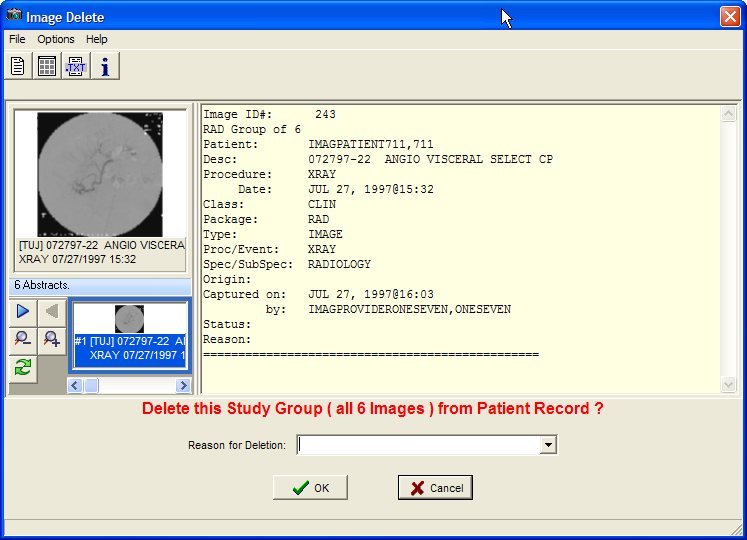 Image Delete
File Options Help
.TXT
[TUJ] 072797-22 ANGIO VISCERA
XRAY 07/27/1997 15:32
6 Abstracts.
#1 [TUJ] 072797-22 A
XRAY 07/27/1997 1
Image ID#: 243
RAD Group of 6
Patient: IMAGPATIENT711,711
Desc: 072797-22 ANGIO VISCERAL SELECT CP
Procedure: XRAY
Date: JUL 27, 1997@15:32
Class: CLIN
Package: RAD
Type: IMAGE
Proc/Event: XRAY
Spec/SubSpec: RADIOLOGY
Origin:
Captured on: JUL 27, 1997@16:03
by: IMAGPROVIDERONESEVEN,ONESEVEN
Status:
Reason:
================================================
Delete this Study Group ( all 6 Images ) from Patient Record ?
Reason for Deletion:
OK
Cancel